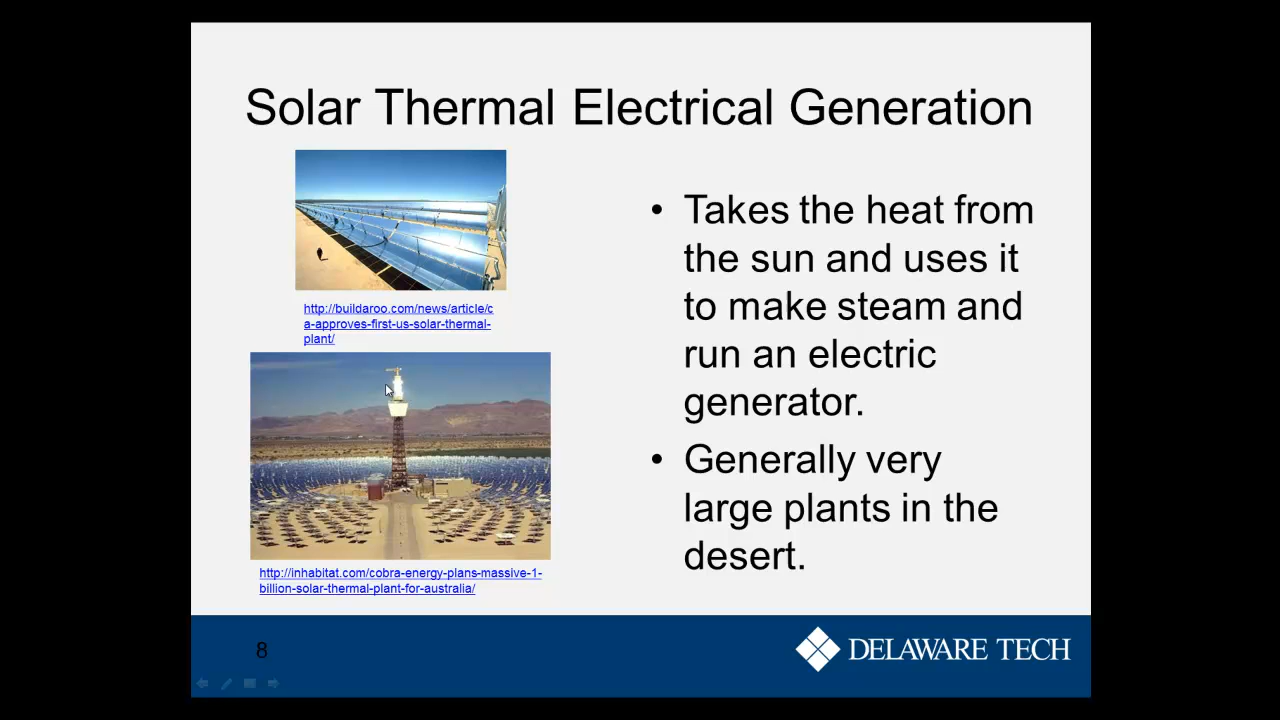 Solar Thermal Electrical Generation
http://buildaroo.com/news/article/c
a-approves-first-us-solar-thermal-
plant/
http://inhabitat.com/cobra-energy-plans-massive-1-
billion-solar-thermal-plant-for-australia/
• Takes the heat from
the sun and uses it
to make steam and
run an electric
generator.
• Generally very
large plants in the
desert.
8
DELAWARE TECH